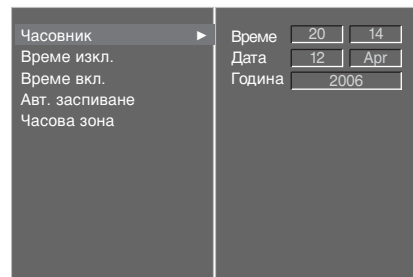 Часовник
Време изкл.
Време вкл.
Авт. заспиване
Часова зона
Време 20 14
Дата 12 Apr
Година 2006